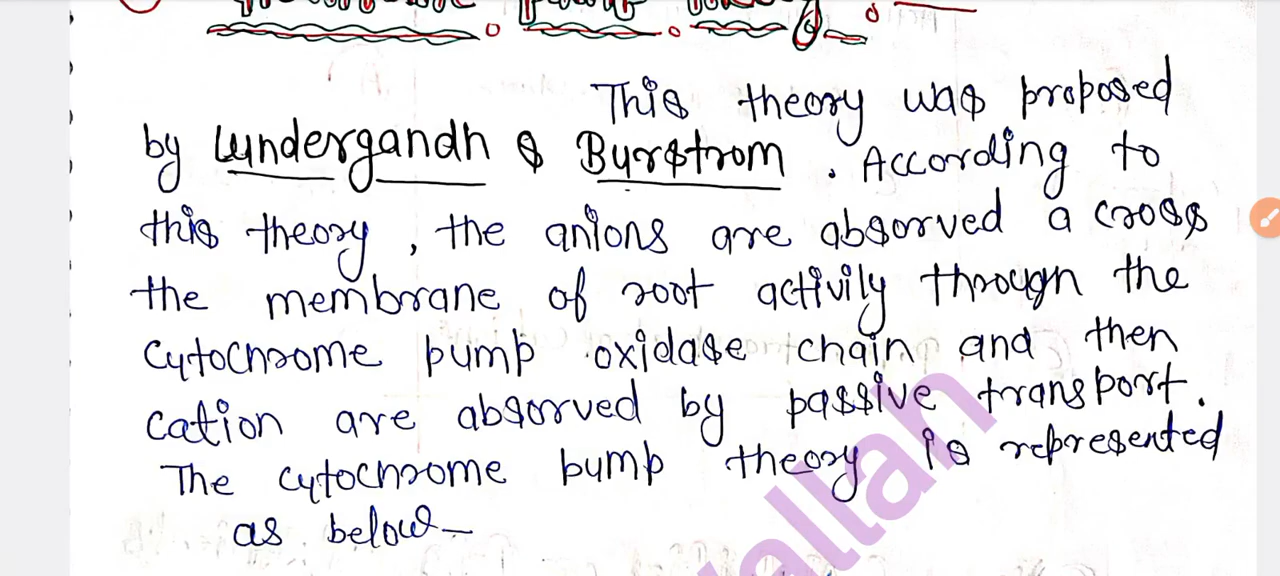 This theory was proposed
by Lundergandh & Burstrom . According to
this theory , the anions are absorved a cross
the membrane of root activily through the
cytochrome pump oxidase chain and then
cation are absorved by passive transport.
The cytochrome pump theory is represented
as below-
allah